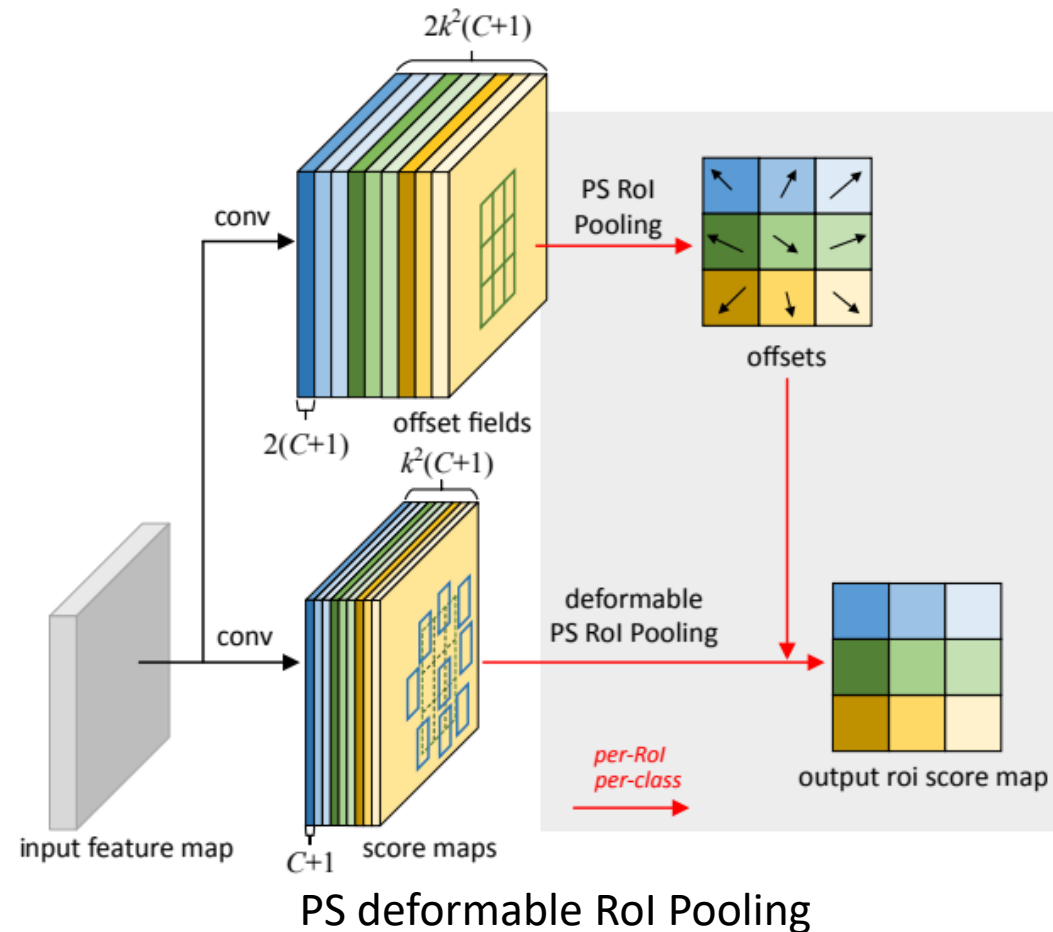 2k²(C+1)
conv
PS RoI
Pooling
offsets
offset fields
2(C+1)
k²(C+1)
conv
deformable
PS RoI Pooling
per-RoI
per-class
output roi score map
input feature map
score maps
C+1
PS deformable RoI Pooling